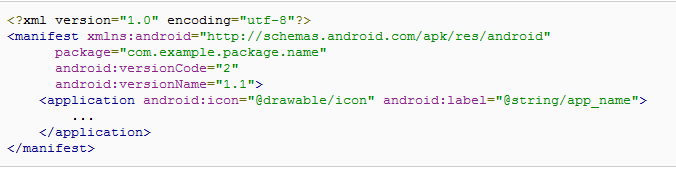 <?xml version="1.0" encoding="utf-8"?>
<manifest xmlns:android="http://schemas.android.com/apk/res/android"
      package="com.example.package.name"
      android:versionCode="2"
      android:versionName="1.1">
    <application android:icon="@drawable/icon" android:label="@string/app_name">
        ...
    </application>
</manifest>